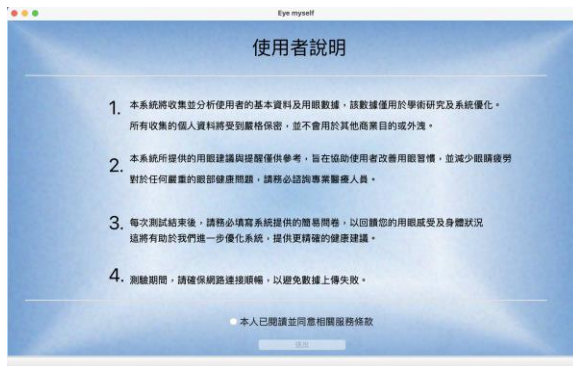 Eye myself
使用者說明
1. 本系統將收集並分析使用者的基本資料及用眼數據，該數據僅用於學術研究及系統優化。
所有收集的個人資料將受到嚴格保密，並不會用於其他商業目的或外洩。
2. 本系統所提供的用眼建議與提醒僅供參考，旨在協助使用者改善用眼習慣，並減少眼睛疲勞
對於任何嚴重的眼部健康問題，請務必諮詢專業醫療人員。
3. 每次測試結束後，請務必填寫系統提供的簡易問卷，以回饋您的用眼感受及身體狀況
這將有助於我們進一步優化系統，提供更精確的健康建議。
4. 測驗期間，請確保網路連接順暢，以避免數據上傳失敗。
本人已閱讀並同意相關服務條款